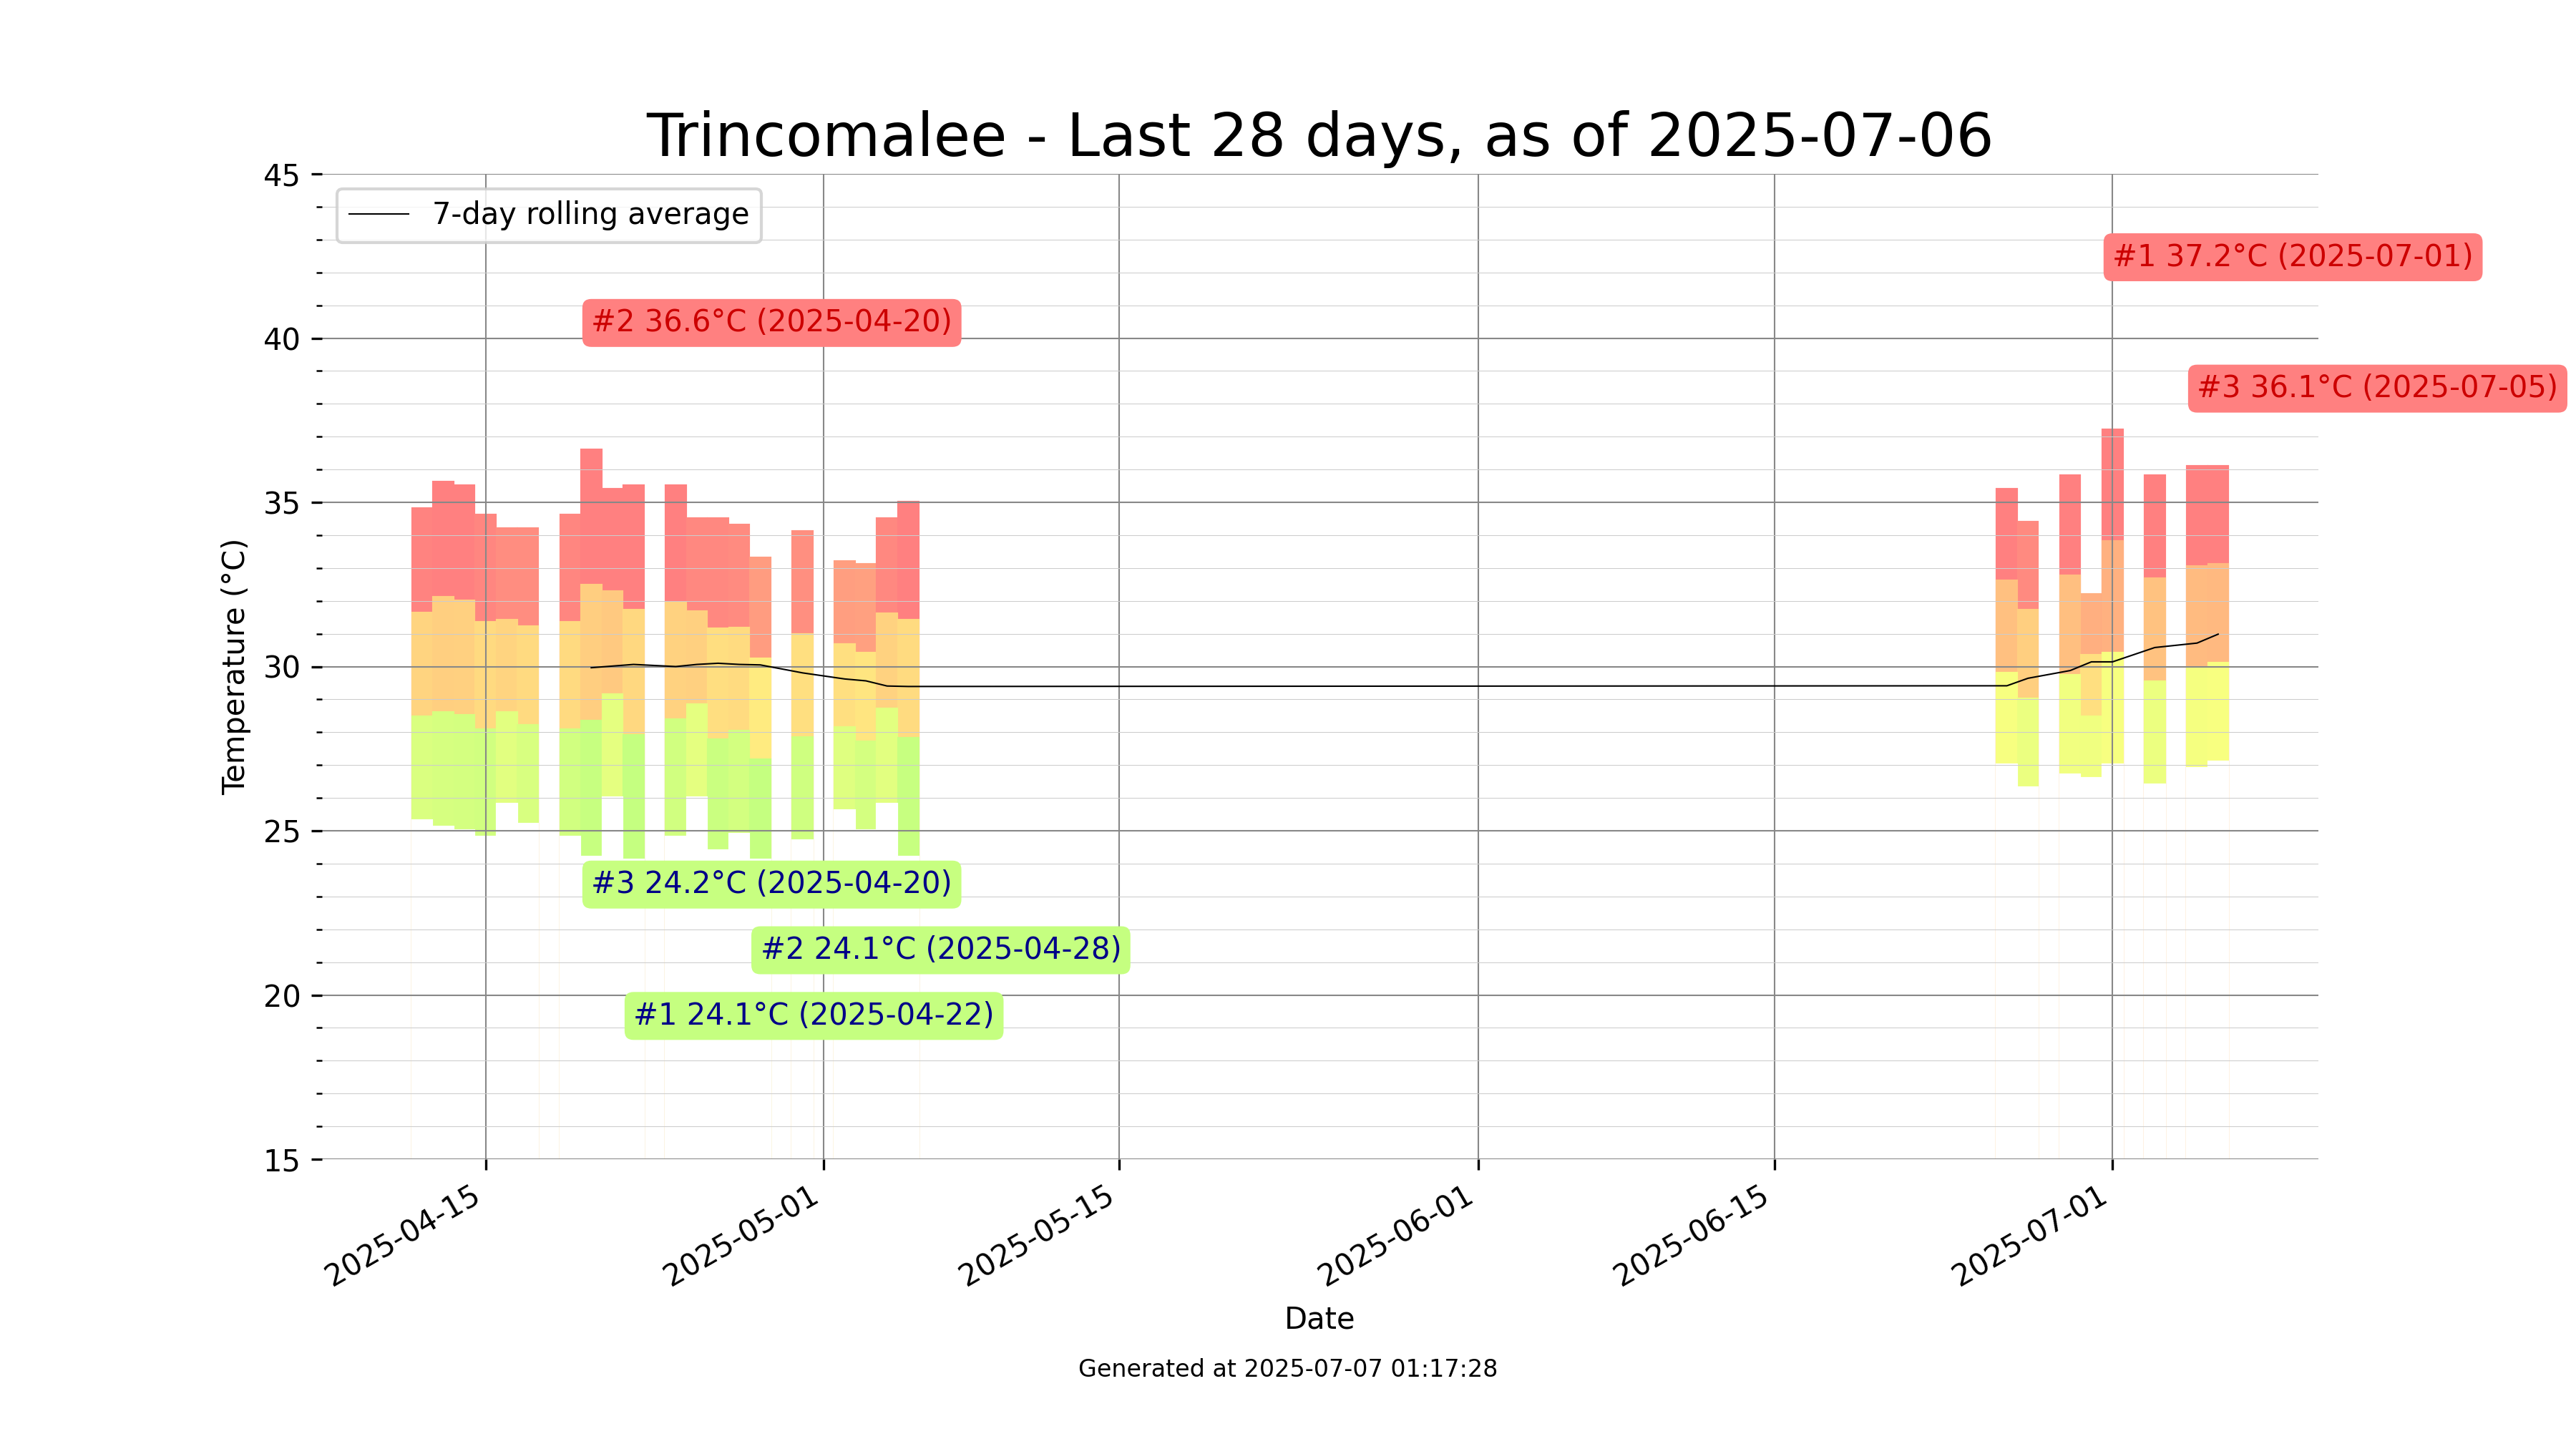 Trincomalee - Last 28 days, as of 2025-07-06
7-day rolling average
#1 37.2°C (2025-07-01)
#2 36.6°C (2025-04-20)
#3 36.1°C (2025-07-05)
#3 24.2°C (2025-04-20)
#2 24.1°C (2025-04-28)
#1 24.1°C (2025-04-22)
Temperature (°C)
45
40
35
30
25
20
15
2025-04-15
2025-05-01
2025-05-15
2025-06-01
2025-06-15
2025-07-01
Date
Generated at 2025-07-07 01:17:28